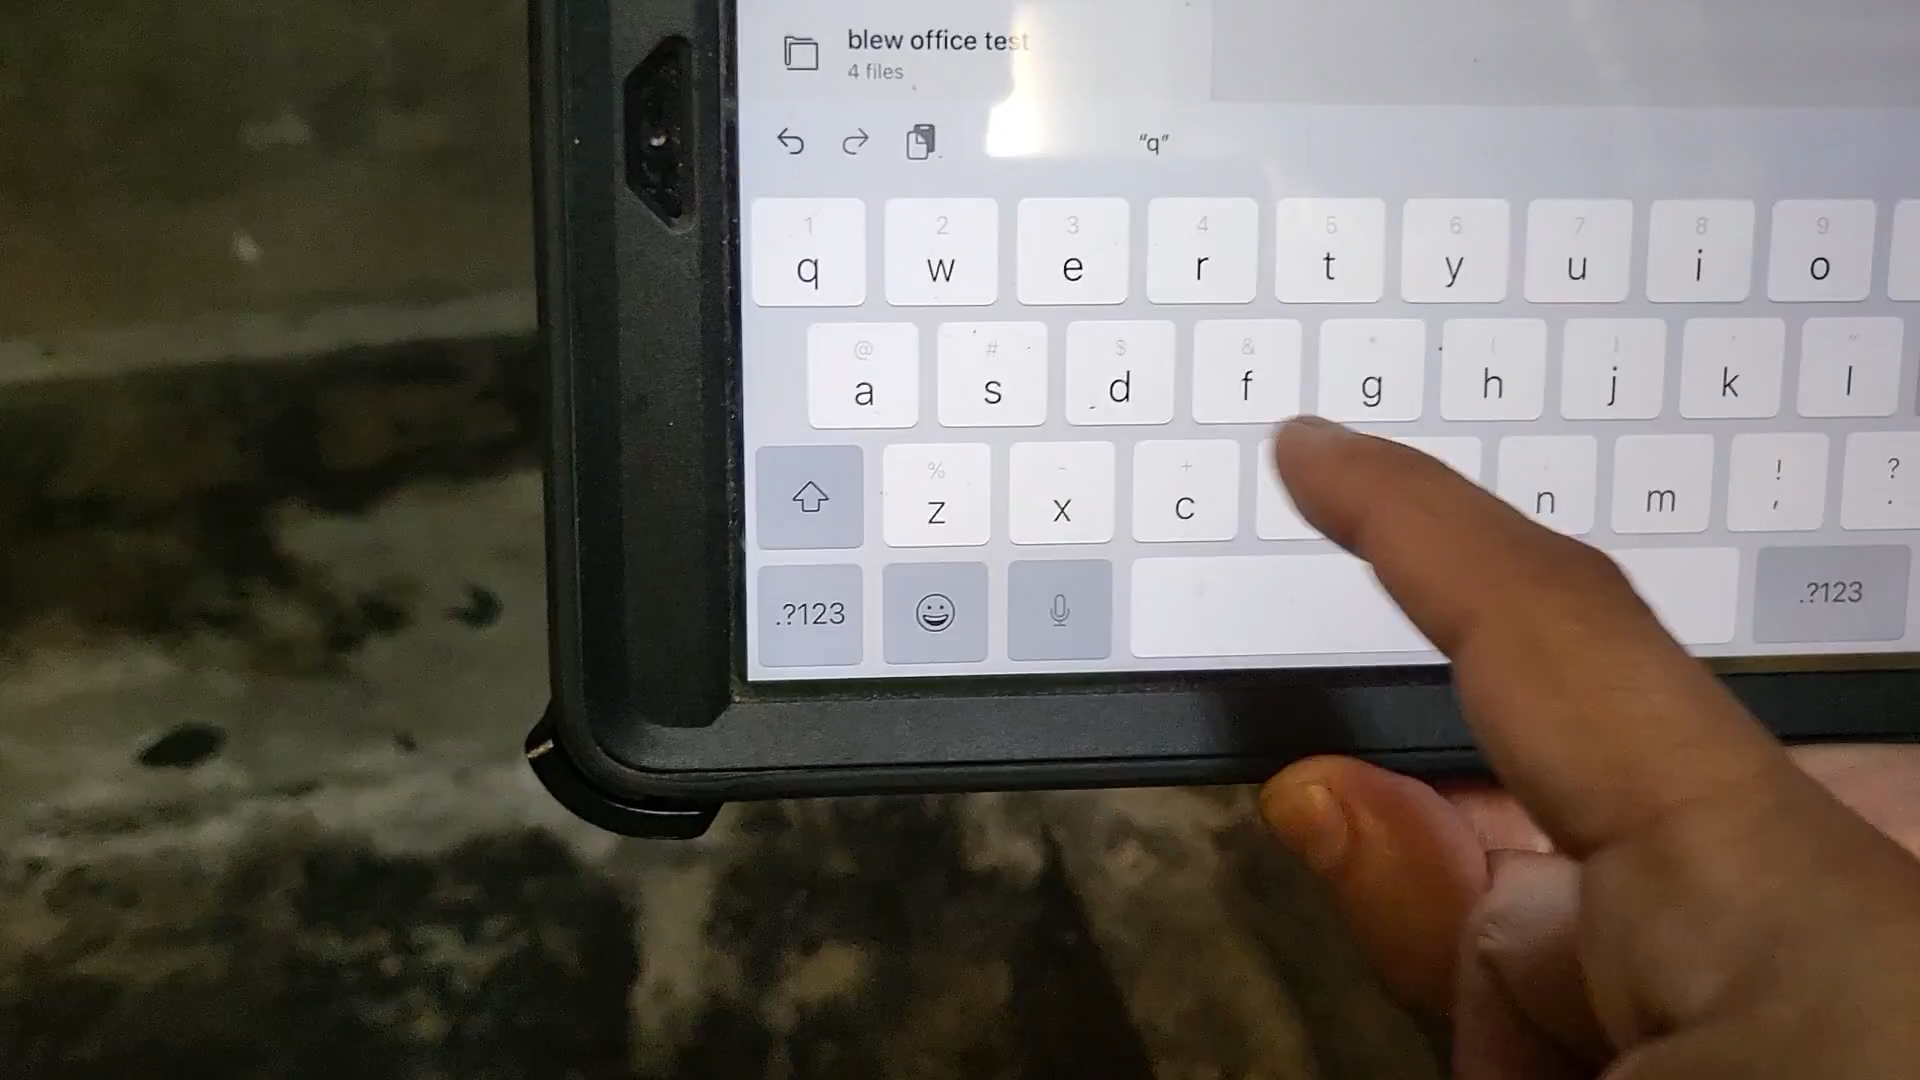 blew office test
4 files
"q"
1 2 3 4 5 6 7 8 9
q w e r t y u i o
@ # $ & *
a s d f g h j k l
% - + ! ?
z x c n m , .
.?123 .?123